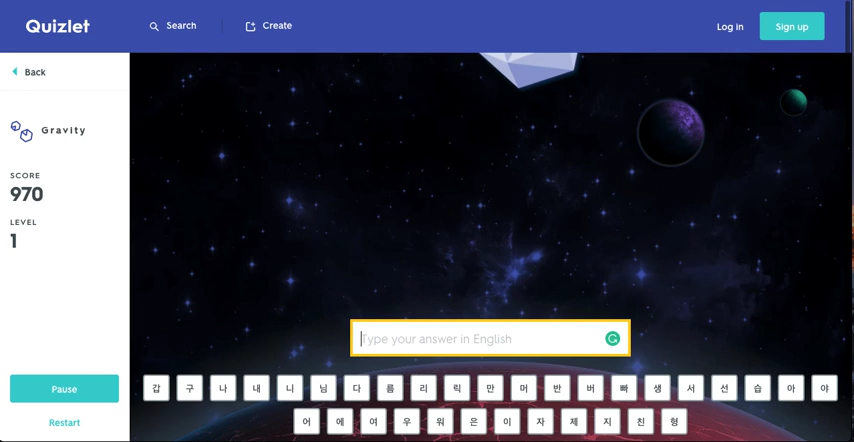 Quizlet Search Create Log in Sign up
Back
Gravity
SCORE
970
LEVEL
1
Type your answer in English
Pause
Restart
갑 구 나 내 니 님 다 름 리 릭 만 머 반 버 빠 생 서 선 습 아 야
어 에 여 우 워 은 이 자 제 지 친 형